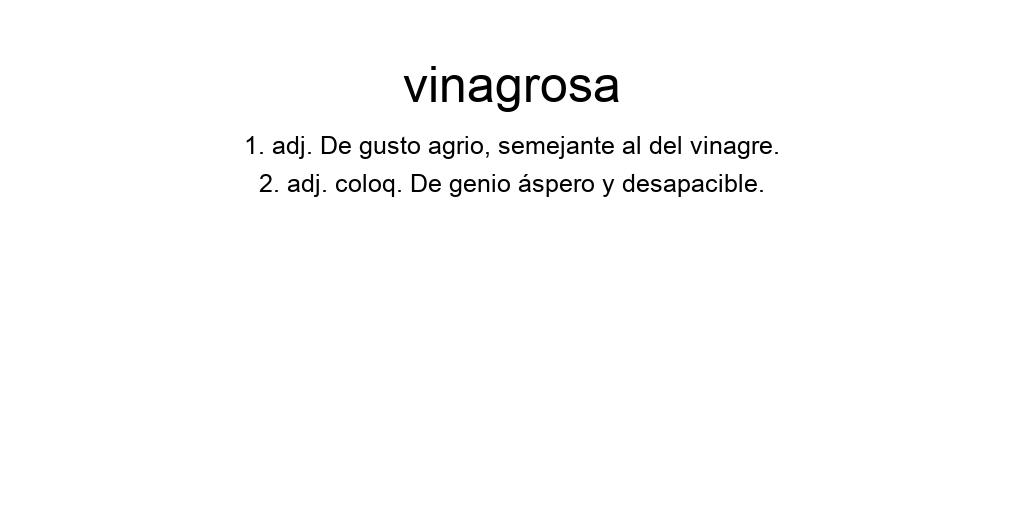 vinagrosa
1. adj. De gusto agrio, semejante al del vinagre.
2. adj. coloq. De genio áspero y desapacible.